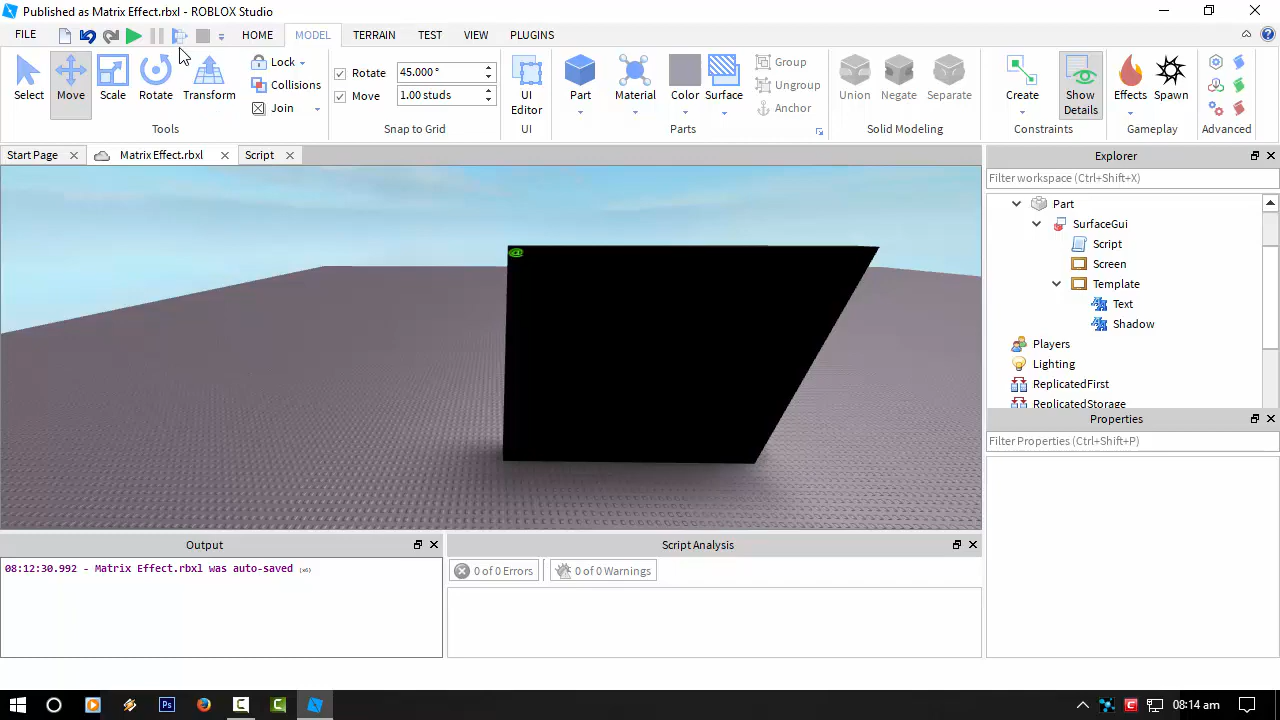 Published as Matrix Effect.rbxl - ROBLOX Studio
FILE HOME MODEL TERRAIN TEST VIEW PLUGINS
Select Move Scale Rotate Transform
Lock
Collisions
Join
Tools
Rotate 45.000 °
Move 1.00 studs
Snap to Grid
UI Editor
UI
Part Material Color Surface
Group
Ungroup
Anchor
Parts
Union Negate Separate
Solid Modeling
Create Show Details
Constraints
Effects Spawn
Gameplay
Advanced
Start Page Matrix Effect.rbxl Script
@
Explorer
Filter workspace (Ctrl+Shift+X)
Part
SurfaceGui
Script
Screen
Template
Text
Shadow
Players
Lighting
ReplicatedFirst
ReplicatedStorage
Properties
Filter Properties (Ctrl+Shift+P)
Output
08:12:30.992 - Matrix Effect.rbxl was auto-saved
Script Analysis
0 of 0 Errors 0 of 0 Warnings
Ps
08:14 am